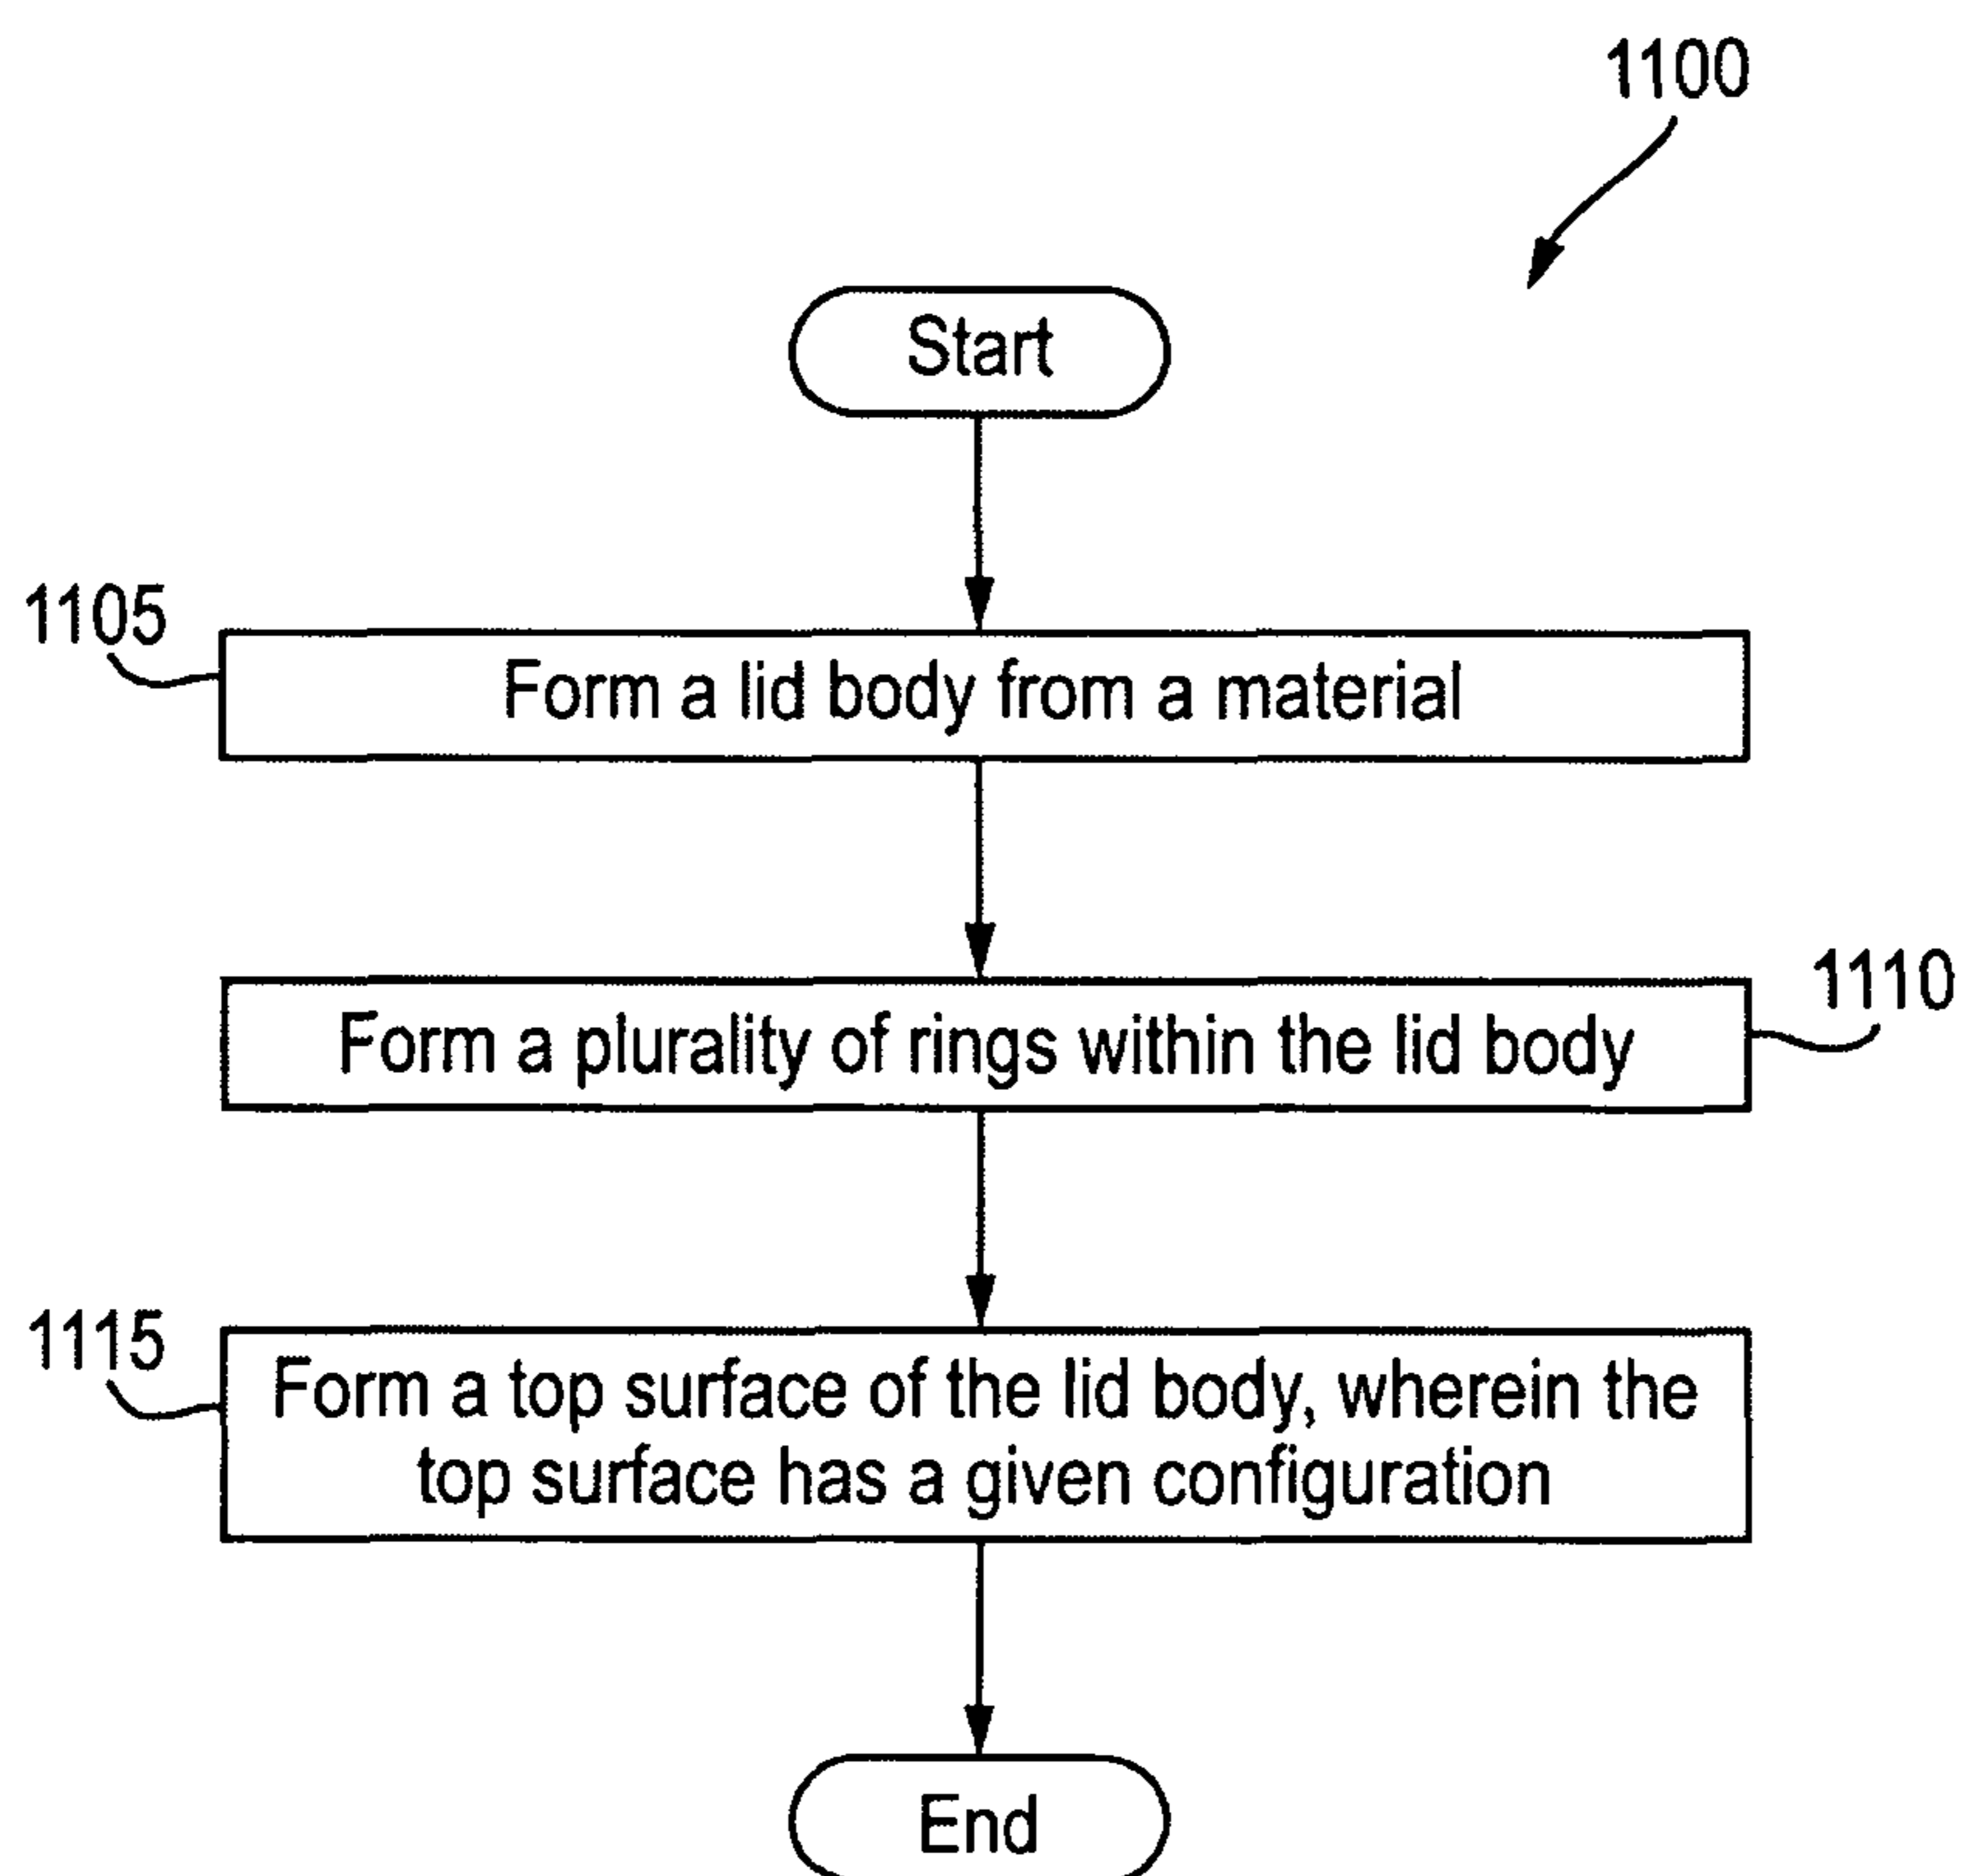 1100
Start
1105
Form a lid body from a material
1110
Form a plurality of rings within the lid body
1115
Form a top surface of the lid body, wherein the
top surface has a given configuration
End